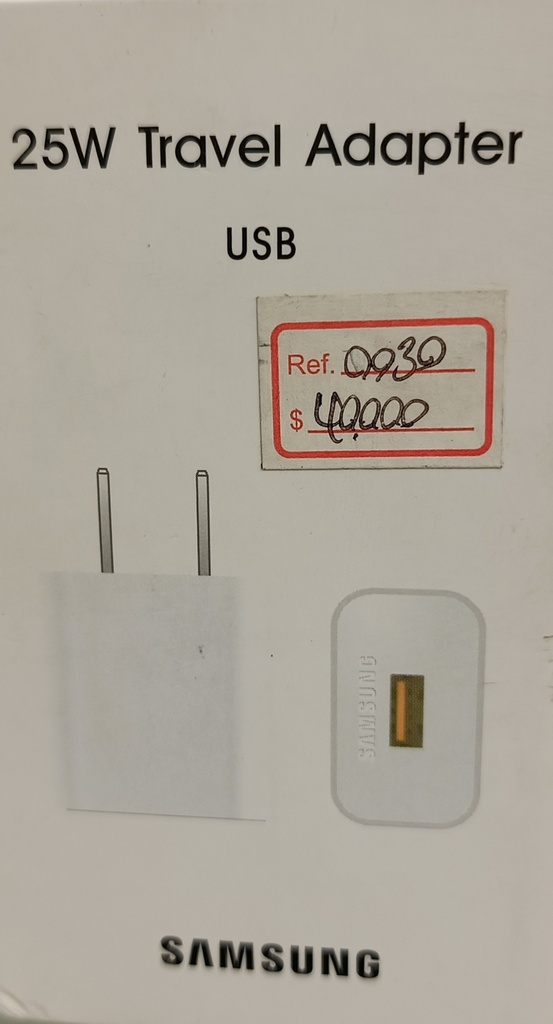 25W Travel Adapter
USB
Ref. 0930
$ 40.000
SAMSUNG
SAMSUNG